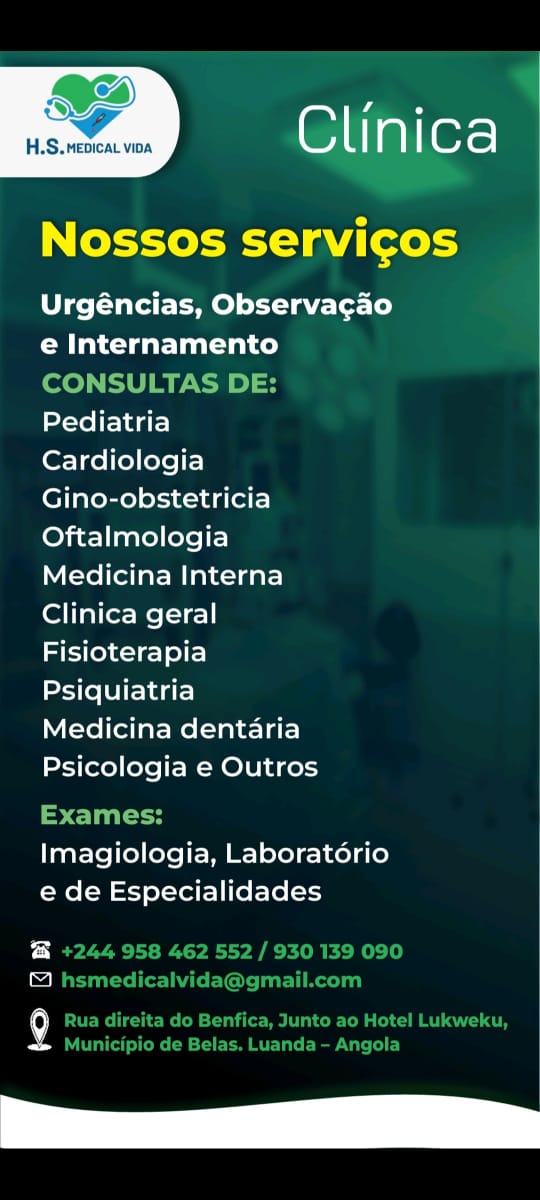 H.S. MEDICAL VIDA
Clínica
Nossos serviços
Urgências, Observação
e Internamento
CONSULTAS DE:
Pediatria
Cardiologia
Gino-obstetricia
Oftalmologia
Medicina Interna
Clinica geral
Fisioterapia
Psiquiatria
Medicina dentária
Psicologia e Outros
Exames:
Imagiologia, Laboratório
e de Especialidades
+244 958 462 552 / 930 139 090
hsmedicalvida@gmail.com
Rua direita do Benfica, Junto ao Hotel Lukweku,
Município de Belas. Luanda – Angola